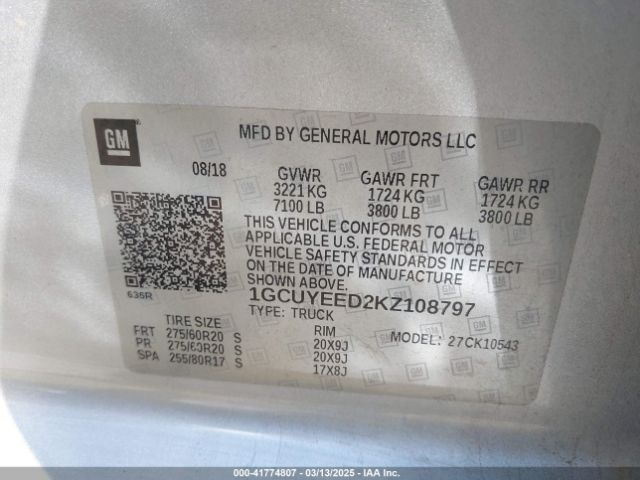 GM
MFD BY GENERAL MOTORS LLC
08/18
GVWR GAWR FRT GAWR RR
3221 KG 1724 KG 1724 KG
7100 LB 3800 LB 3800 LB
THIS VEHICLE CONFORMS TO ALL
APPLICABLE U.S. FEDERAL MOTOR
VEHICLE SAFETY STANDARDS IN EFFECT
ON THE DATE OF MANUFACTURE
SHOWN ABOVE.
635R
1GCUYEED2KZ108797
TYPE: TRUCK
TIRE SIZE RIM MODEL: 27CK10543
FRT 275/60R20 S 20X9J
PR 275/60R20 S 20X9J
SPA 255/80R17 S 17X8J
000-41774807 - 03/13/2025 - IAA Inc.